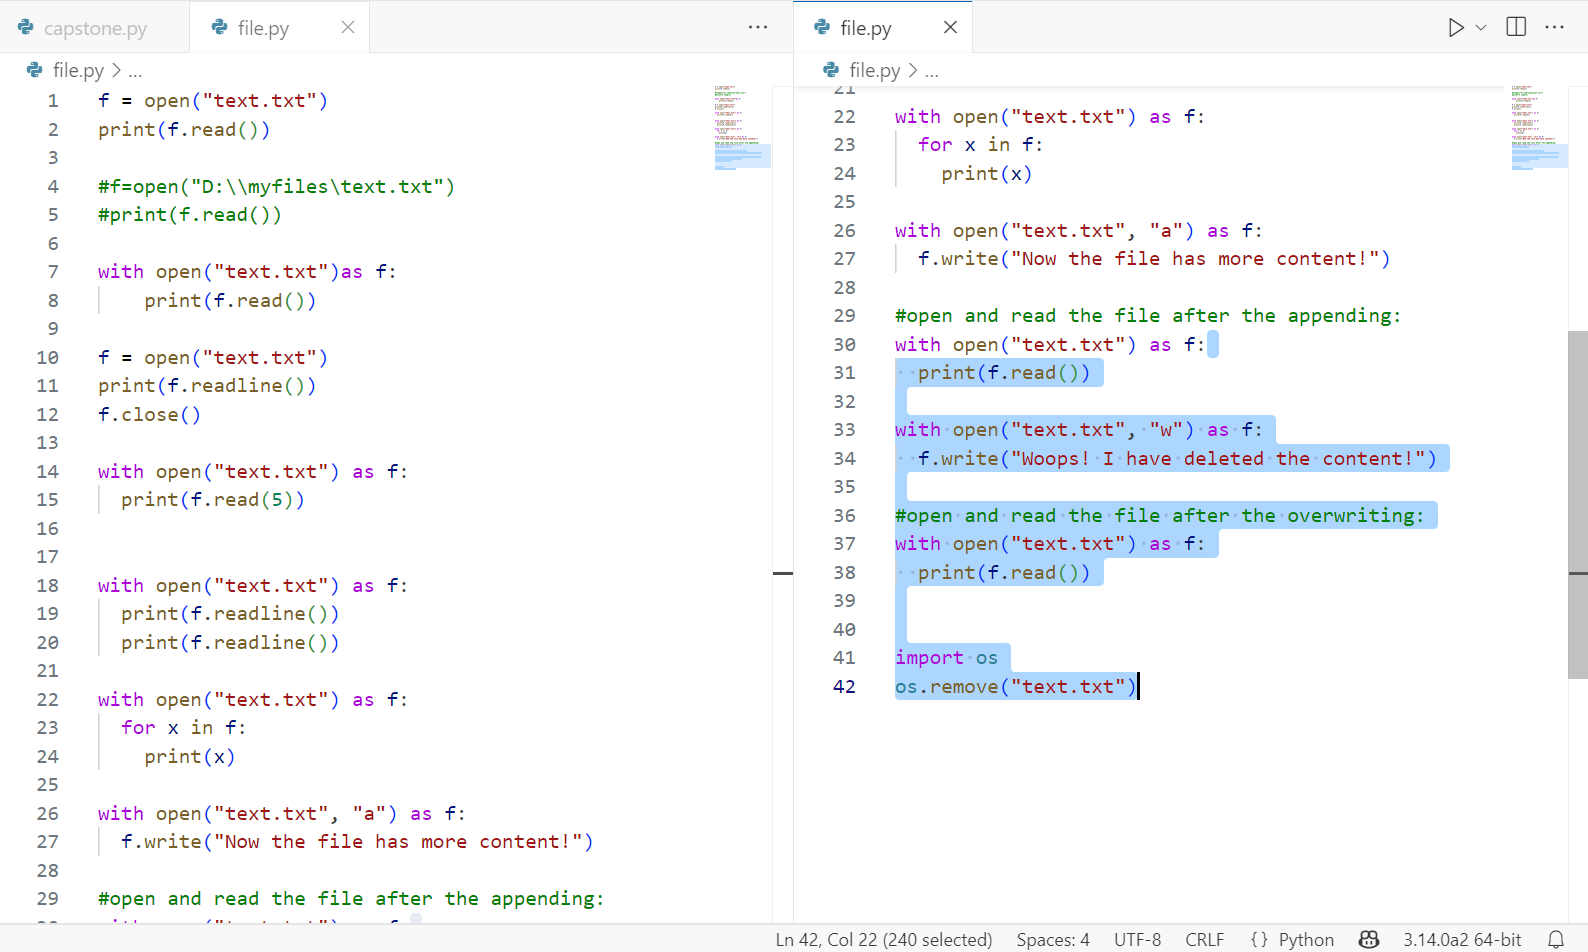 capstone.py
file.py
file.py > ...
1 f = open("text.txt")
2 print(f.read())
3
4 #f=open("D:\\myfiles\text.txt")
5 #print(f.read())
6
7 with open("text.txt")as f:
8     print(f.read())
9
10 f = open("text.txt")
11 print(f.readline())
12 f.close()
13
14 with open("text.txt") as f:
15   print(f.read(5))
16
17
18 with open("text.txt") as f:
19   print(f.readline())
20   print(f.readline())
21
22 with open("text.txt") as f:
23   for x in f:
24     print(x)
25
26 with open("text.txt", "a") as f:
27   f.write("Now the file has more content!")
28
29 #open and read the file after the appending:
file.py
file.py > ...
21
22 with open("text.txt") as f:
23   for x in f:
24     print(x)
25
26 with open("text.txt", "a") as f:
27   f.write("Now the file has more content!")
28
29 #open and read the file after the appending:
30 with open("text.txt") as f:
31   print(f.read())
32
33 with open("text.txt", "w") as f:
34   f.write("Woops! I have deleted the content!")
35
36 #open and read the file after the overwriting:
37 with open("text.txt") as f:
38   print(f.read())
39
40
41 import os
42 os.remove("text.txt")
Ln 42, Col 22 (240 selected) Spaces: 4 UTF-8 CRLF {} Python 3.14.0a2 64-bit